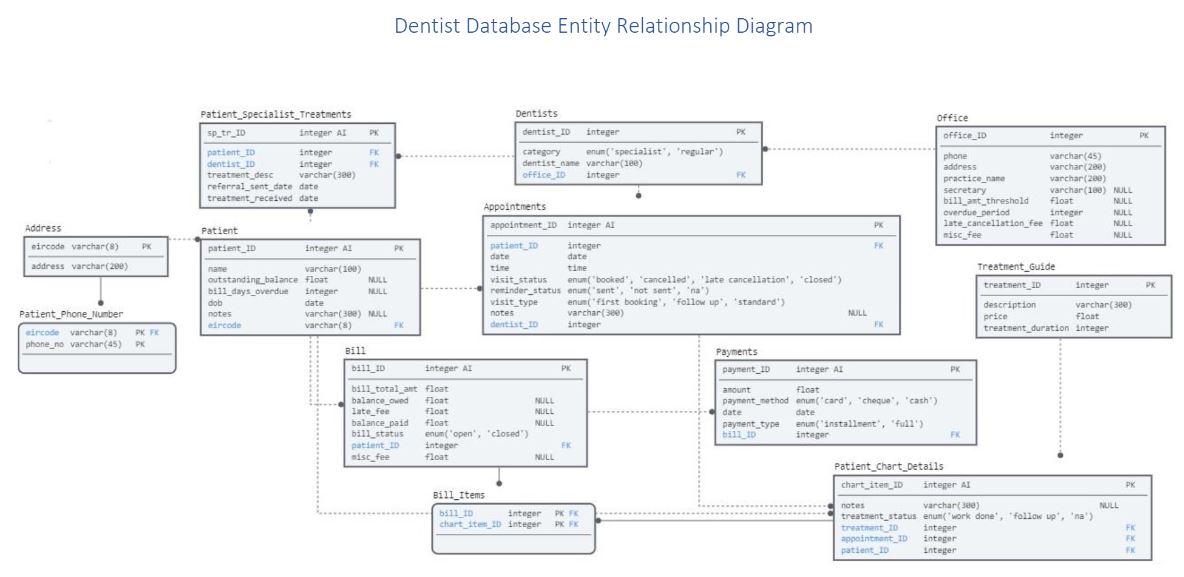 Dentist Database Entity Relationship Diagram
Patient_Specialist_Treatments
sp_tr_ID integer AI PK
patient_ID integer FK
dentist_ID integer FK
treatment_desc varchar(300)
referral_sent_date date
treatment_received date
Dentists
dentist_ID integer PK
category enum('specialist', 'regular')
dentist_name varchar(100)
office_ID integer FK
Office
office_ID integer PK
phone varchar(45)
address varchar(200)
practice_name varchar(200)
secretary varchar(100) NULL
bill_amt_threshold float NULL
overdue_period integer NULL
late_cancellation_fee float NULL
misc_fee float NULL
Address
eircode varchar(8) PK
address varchar(200)
Patient
patient_ID integer AI PK
name varchar(100)
outstanding_balance float NULL
bill_days_overdue integer NULL
dob date
notes varchar(300) NULL
eircode varchar(8) FK
Appointments
appointment_ID integer AI PK
patient_ID integer FK
date date
time time
visit_status enum('booked', 'cancelled', 'late cancellation', 'closed')
reminder_status enum('sent', 'not sent', 'na')
visit_type enum('first booking', 'follow up', 'standard')
notes varchar(300) NULL
dentist_ID integer FK
Treatment_Guide
treatment_ID integer PK
description varchar(300)
price float
treatment_duration integer
Patient_Phone_Number
eircode varchar(8) PK FK
phone_no varchar(45) PK
Bill
bill_ID integer AI PK
bill_total_amt float
balance_owed float NULL
late_fee float NULL
balance_paid float NULL
bill_status enum('open', 'closed')
patient_ID integer FK
misc_fee float NULL
Payments
payment_ID integer AI PK
amount float
payment_method enum('card', 'cheque', 'cash')
date date
payment_type enum('installment', 'full')
bill_ID integer FK
Bill_Items
bill_ID integer PK FK
chart_item_ID integer PK FK
Patient_Chart_Details
chart_item_ID integer AI PK
notes varchar(300) NULL
treatment_status enum('work done', 'follow up', 'na')
treatment_ID integer FK
appointment_ID integer FK
patient_ID integer FK